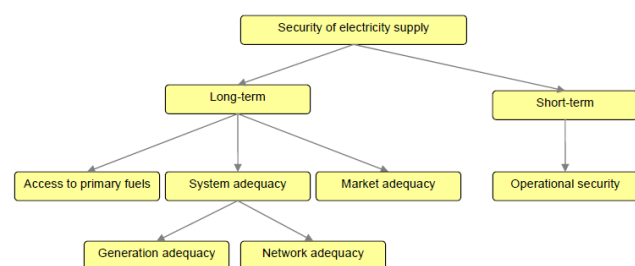 Security of electricity supply
Long-term
Short-term
Access to primary fuels
System adequacy
Market adequacy
Operational security
Generation adequacy
Network adequacy